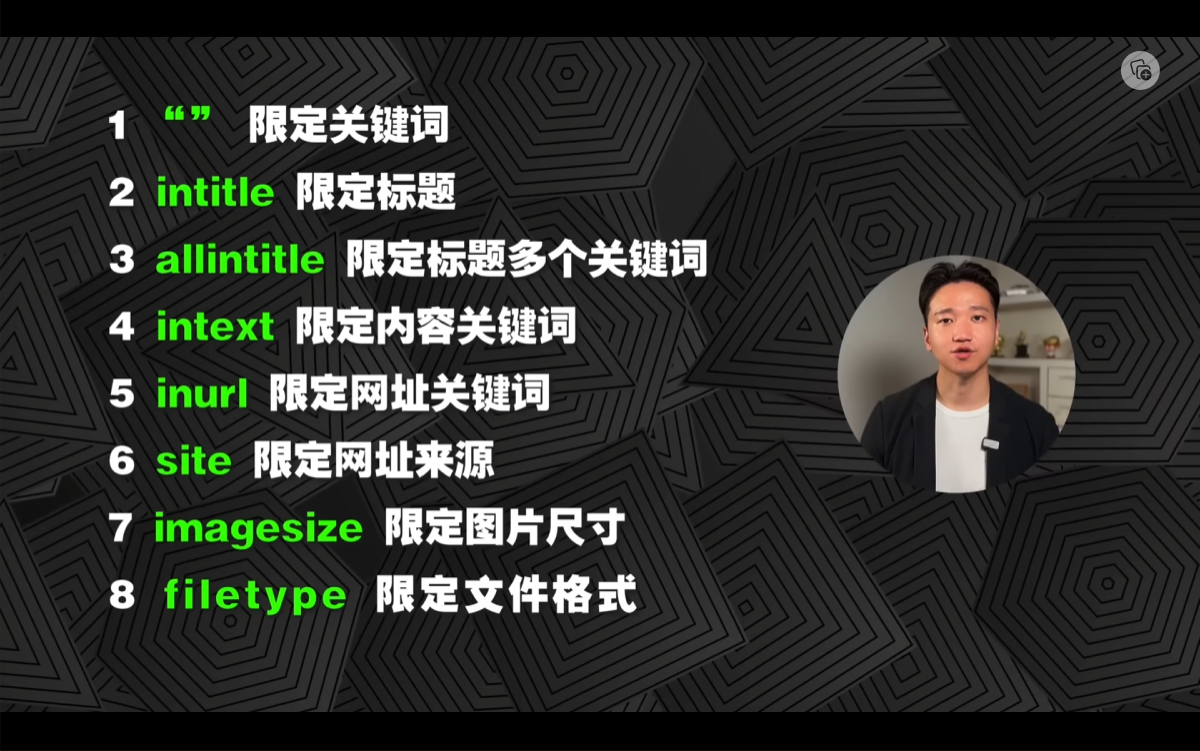 1 “” 限定关键词
2 intitle 限定标题
3 allintitle 限定标题多个关键词
4 intext 限定内容关键词
5 inurl 限定网址关键词
6 site 限定网址来源
7 imagesize 限定图片尺寸
8 filetype 限定文件格式